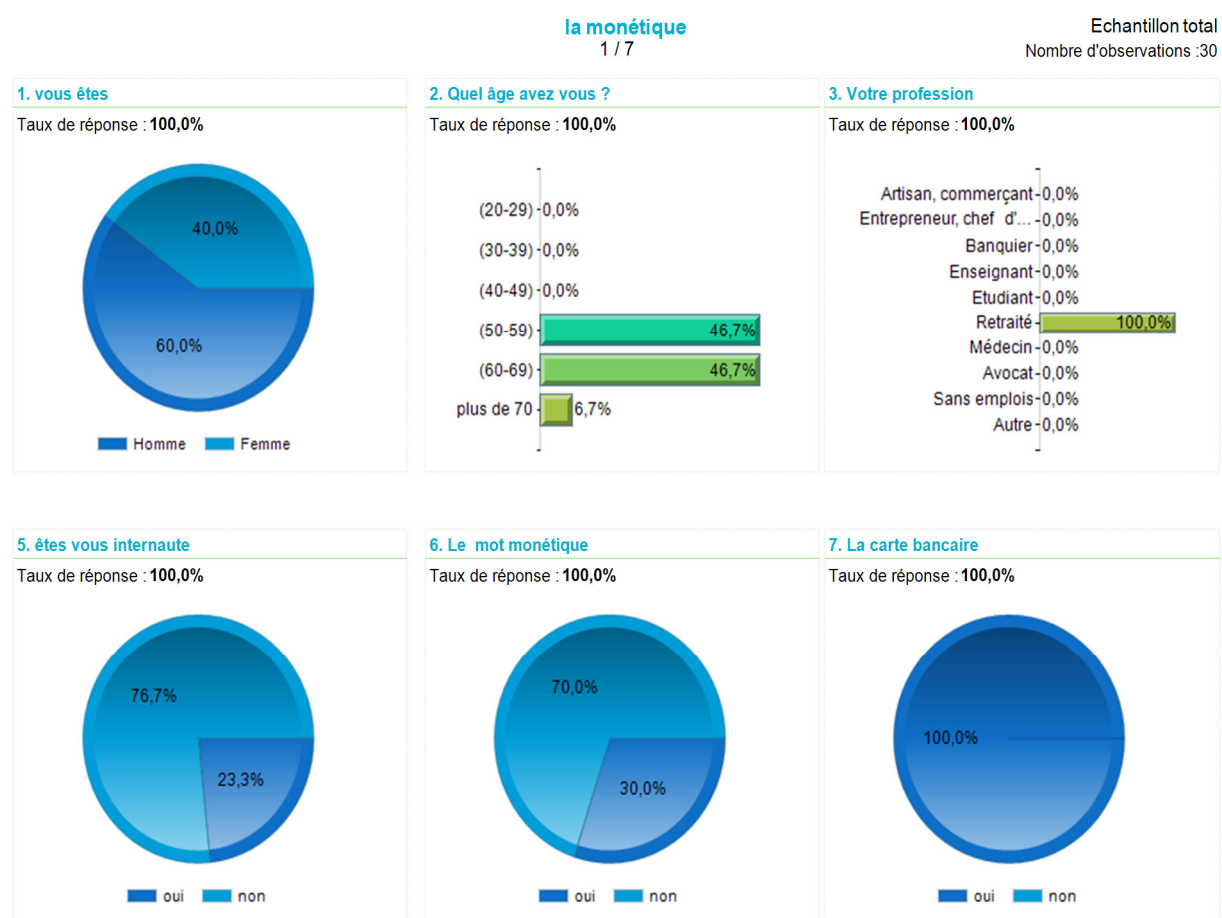 la monétique
1 / 7
Echantillon total
Nombre d'observations :30
1. vous êtes
Taux de réponse : 100,0%
40,0%
60,0%
Homme Femme
2. Quel âge avez vous ?
Taux de réponse : 100,0%
(20-29) 0,0%
(30-39) 0,0%
(40-49) 0,0%
(50-59) 46,7%
(60-69) 46,7%
plus de 70 6,7%
3. Votre profession
Taux de réponse : 100,0%
Artisan, commerçant 0,0%
Entrepreneur, chef d'... 0,0%
Banquier 0,0%
Enseignant 0,0%
Etudiant 0,0%
Retraité 100,0%
Médecin 0,0%
Avocat 0,0%
Sans emplois 0,0%
Autre 0,0%
5. êtes vous internaute
Taux de réponse : 100,0%
76,7%
23,3%
oui non
6. Le mot monétique
Taux de réponse : 100,0%
70,0%
30,0%
oui non
7. La carte bancaire
Taux de réponse : 100,0%
100,0%
oui non